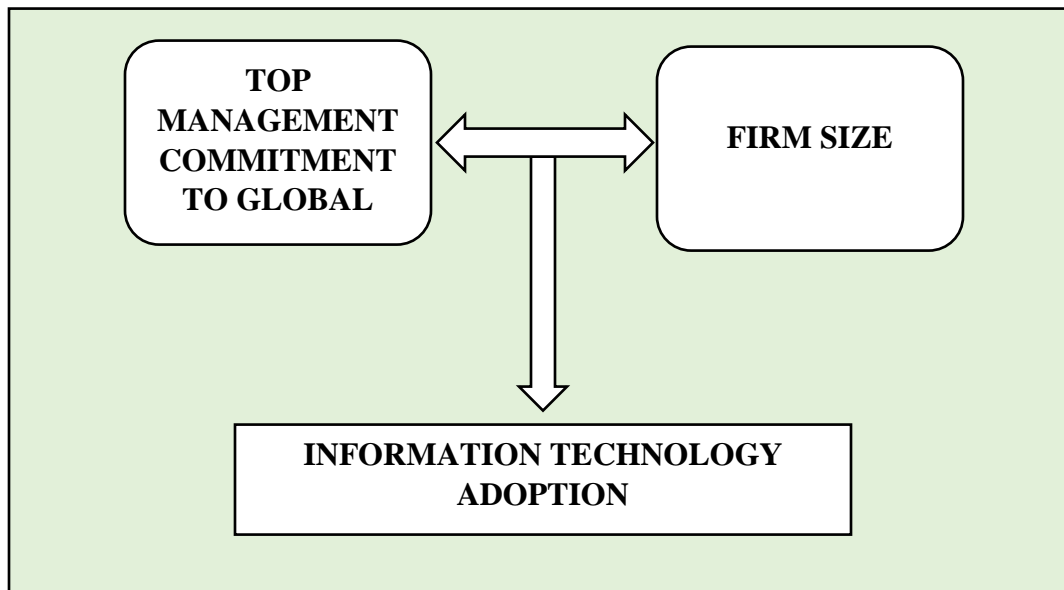 TOP
MANAGEMENT
COMMITMENT
TO GLOBAL
FIRM SIZE
INFORMATION TECHNOLOGY
ADOPTION